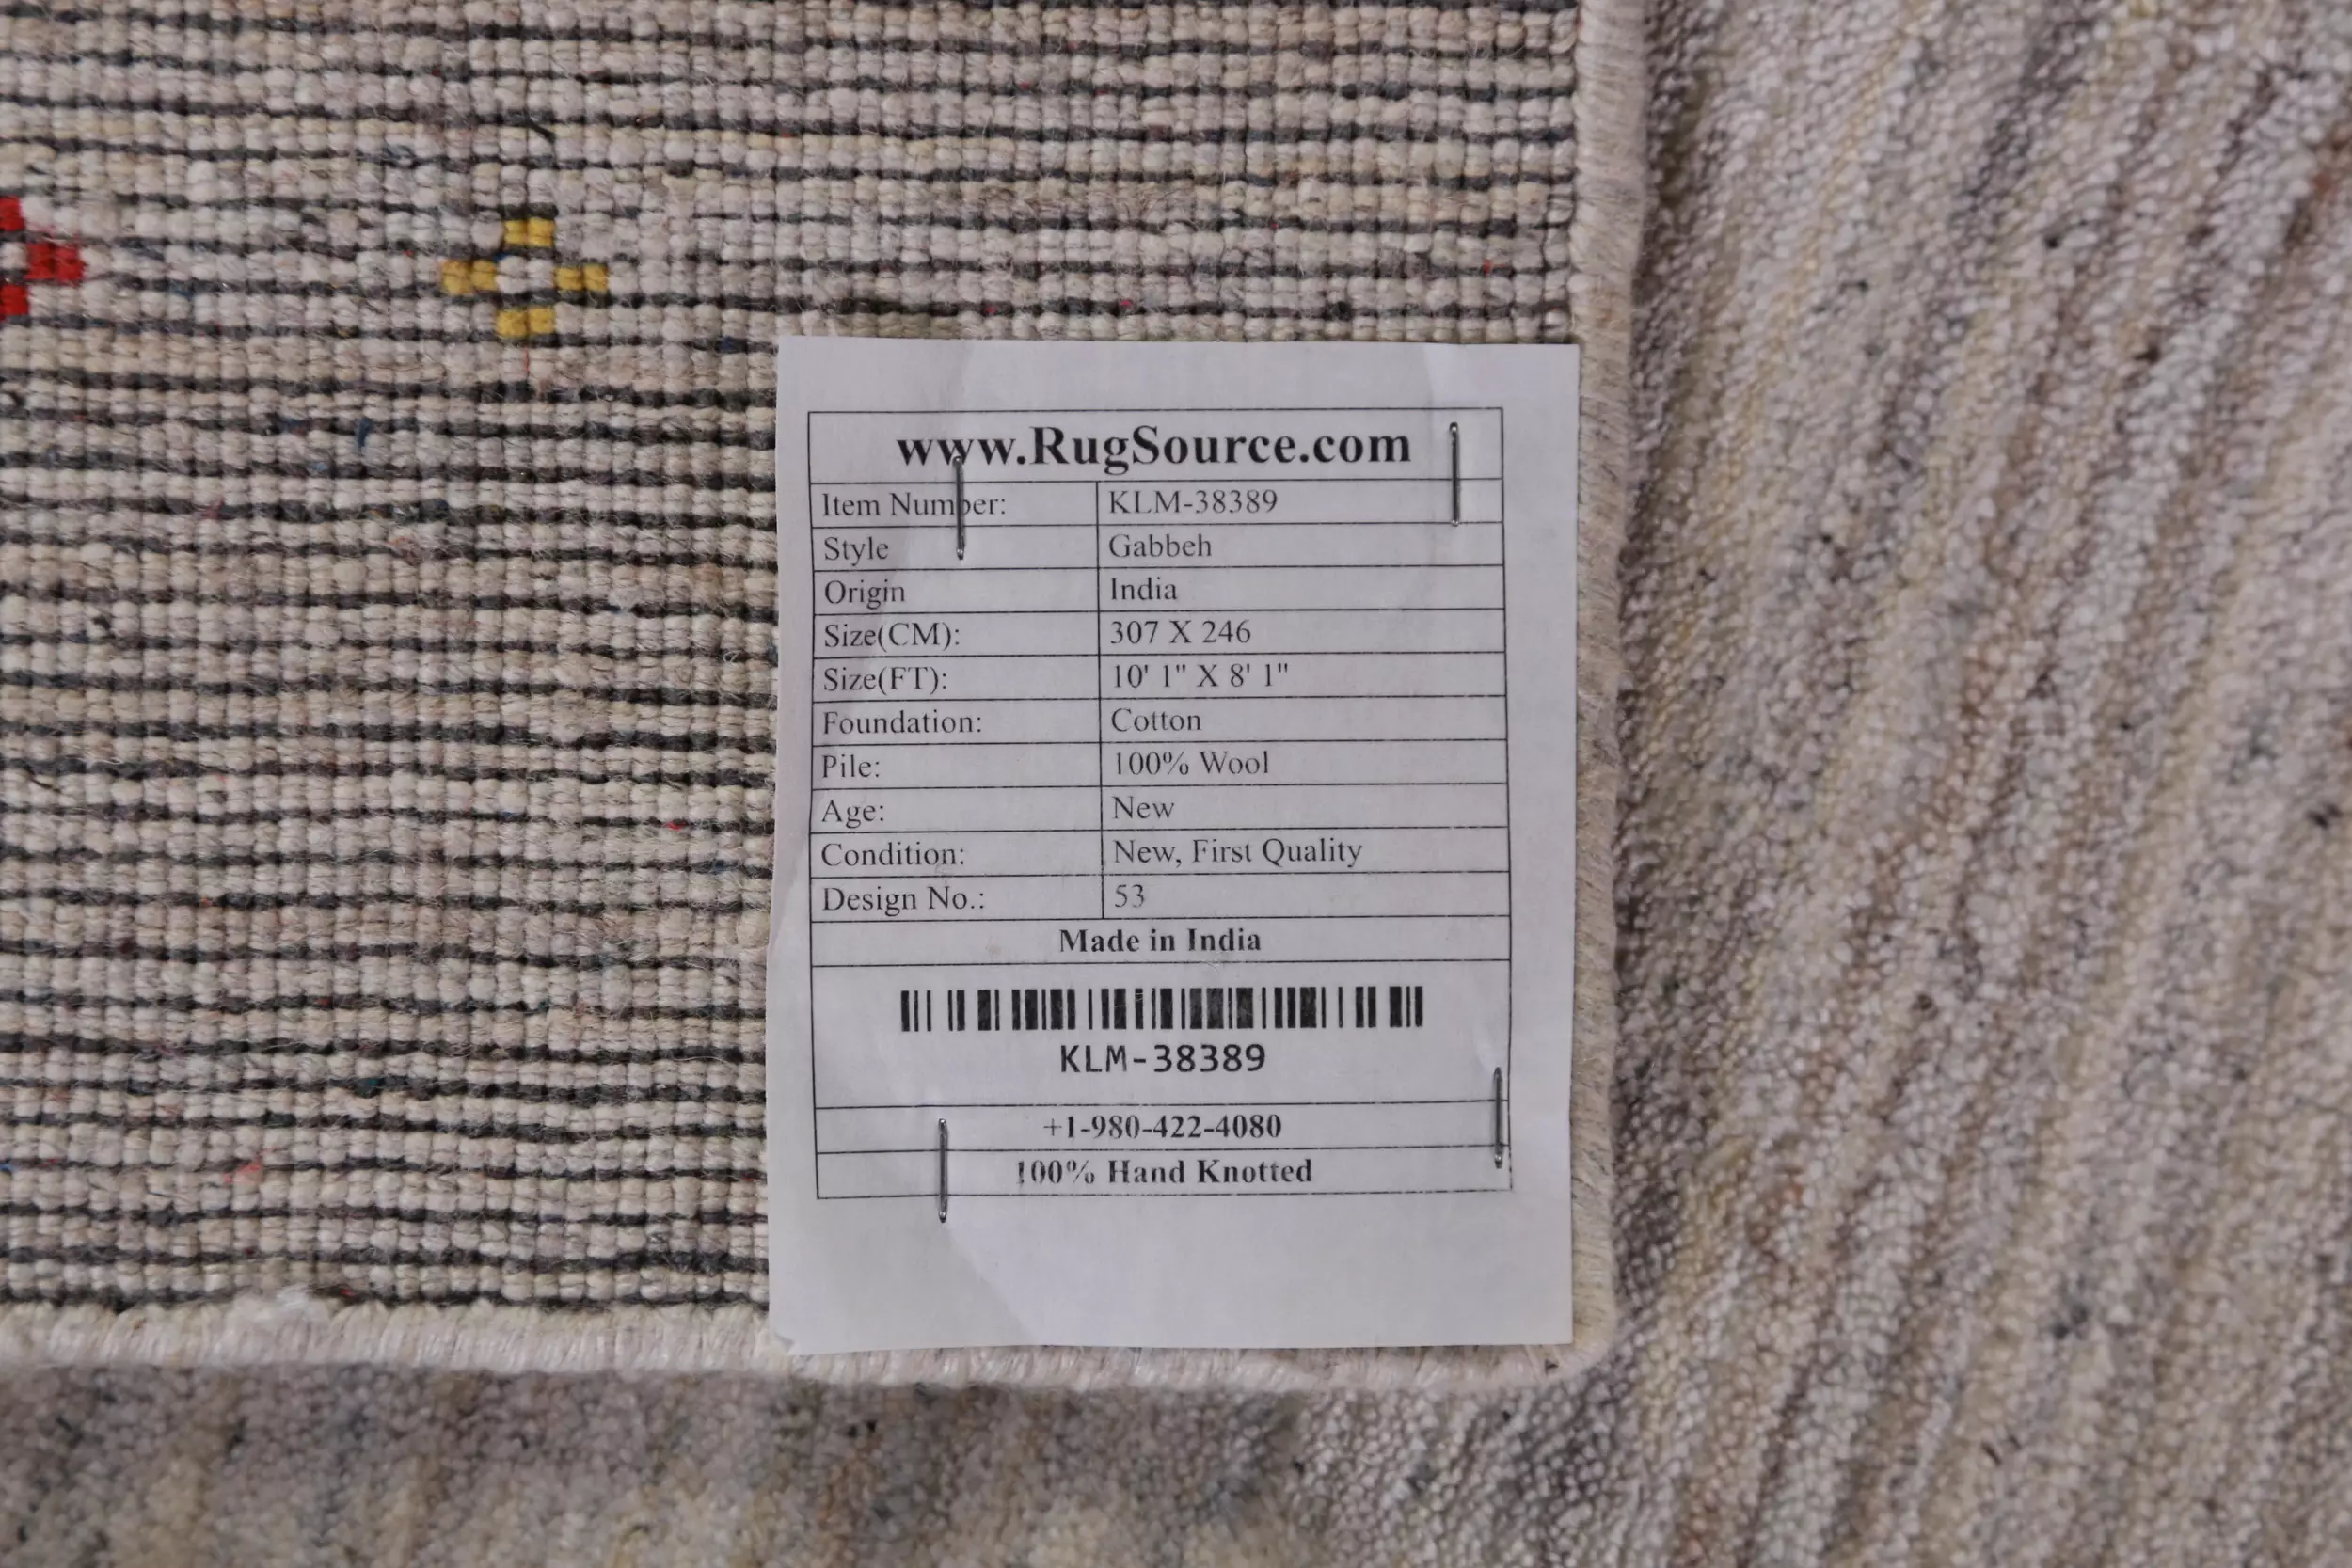 www.RugSource.com
Item Number: KLM-38389
Style Gabbeh
Origin India
Size(CM): 307 X 246
Size(FT): 10' 1" X 8' 1"
Foundation: Cotton
Pile: 100% Wool
Age: New
Condition: New, First Quality
Design No.: 53
Made in India
KLM-38389
+1-980-422-4080
100% Hand Knotted